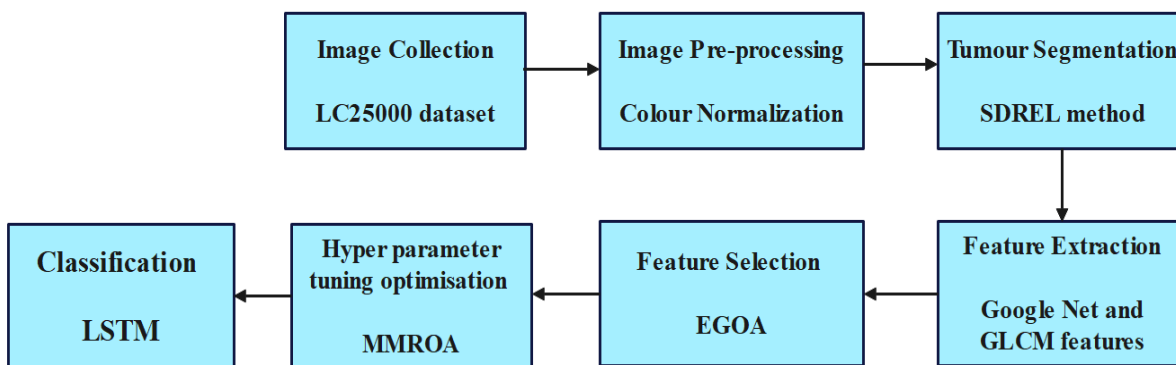 Image Collection
LC25000 dataset
Image Pre-processing
Colour Normalization
Tumour Segmentation
SDREL method
Feature Extraction
Google Net and
GLCM features
Feature Selection
EGOA
Hyper parameter
tuning optimisation
MMROA
Classification
LSTM